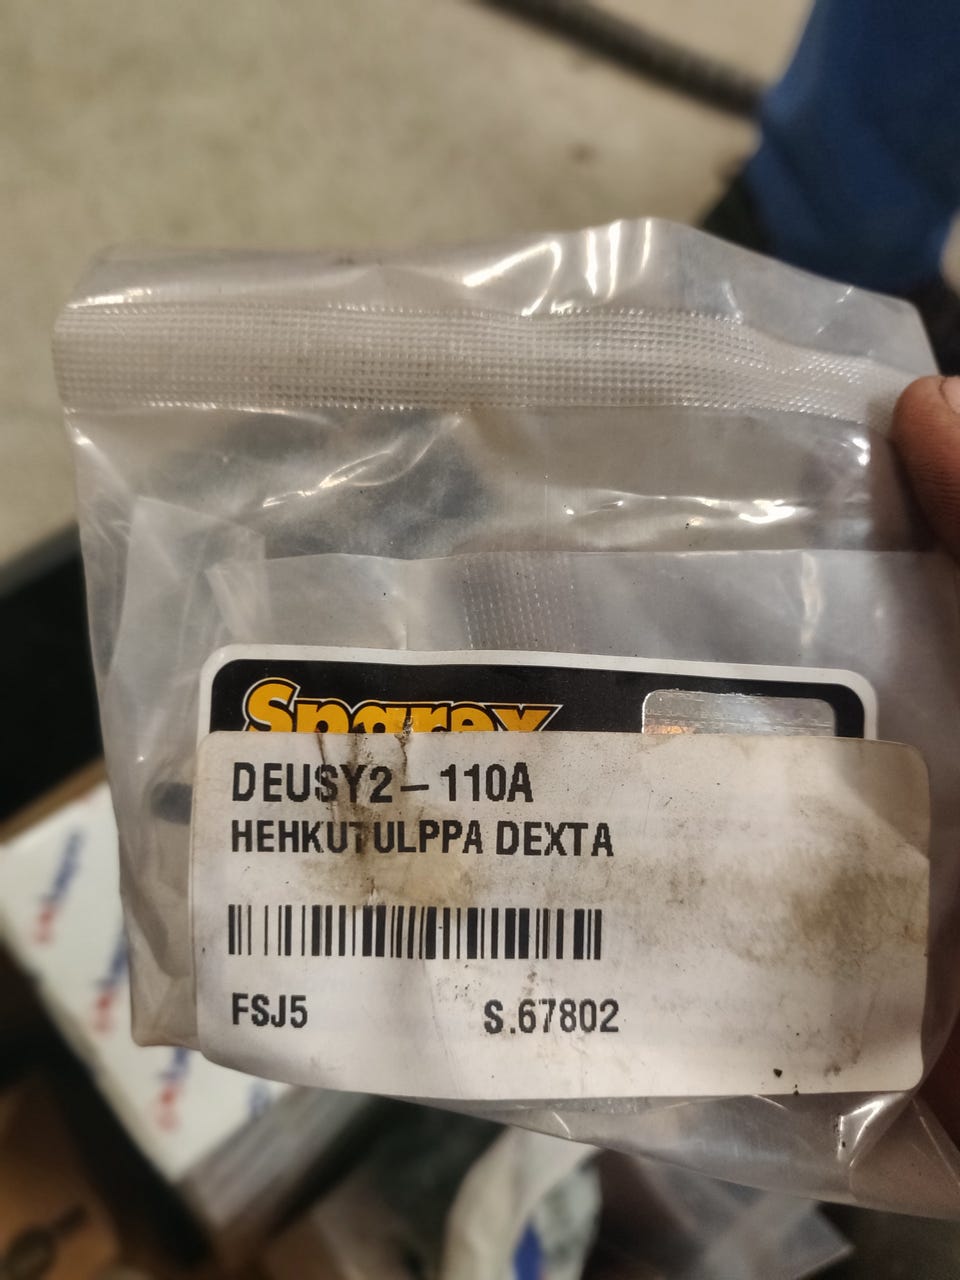 Sparex
DEUSY2-110A
HEHKUTULPPA DEXTA
FSJ5 S.67802